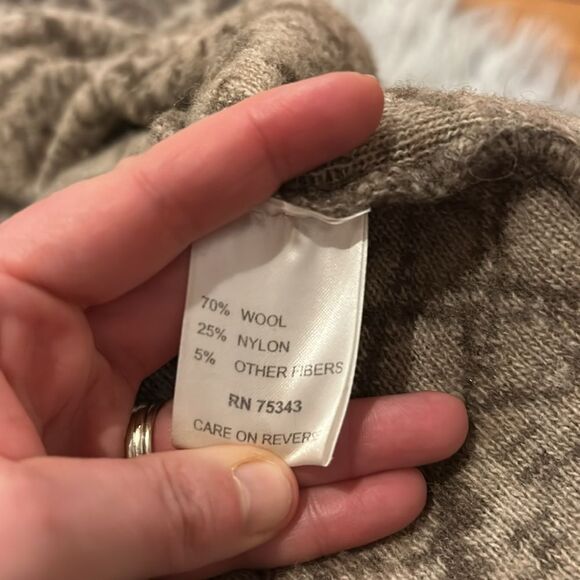 70% WOOL
25% NYLON
5% OTHER FIBERS
RN 75343
CARE ON REVERSE